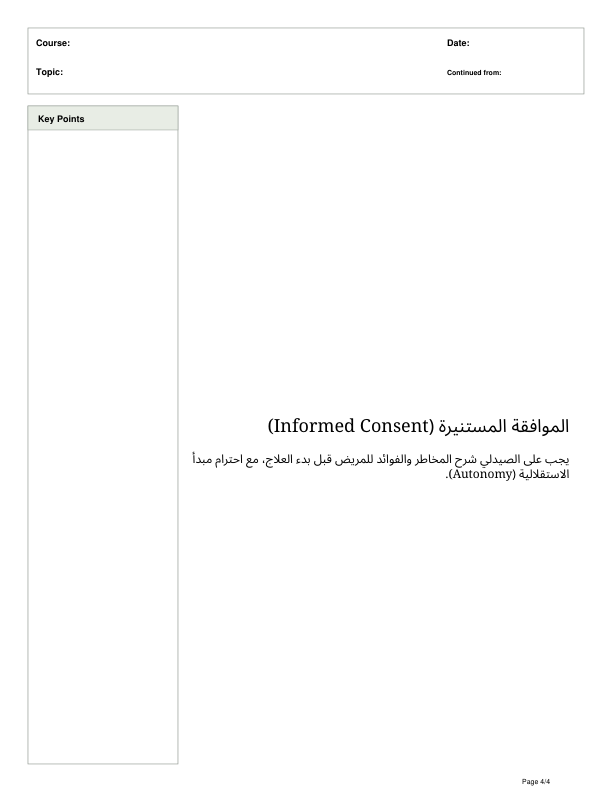 Course:
Date:
Topic:
Continued from:
Key Points
الموافقة المستنيرة (Informed Consent)
يجب على الصيدلي شرح المخاطر والفوائد للمريض قبل بدء العلاج، مع احترام مبدأ
الاستقلالية (Autonomy).
Page 4/4